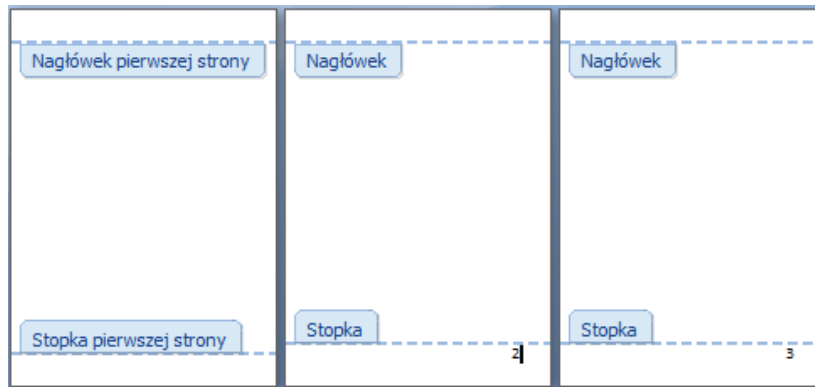 Nagłówek pierwszej strony
Nagłówek
Nagłówek
Stopka pierwszej strony
Stopka
Stopka
2
3